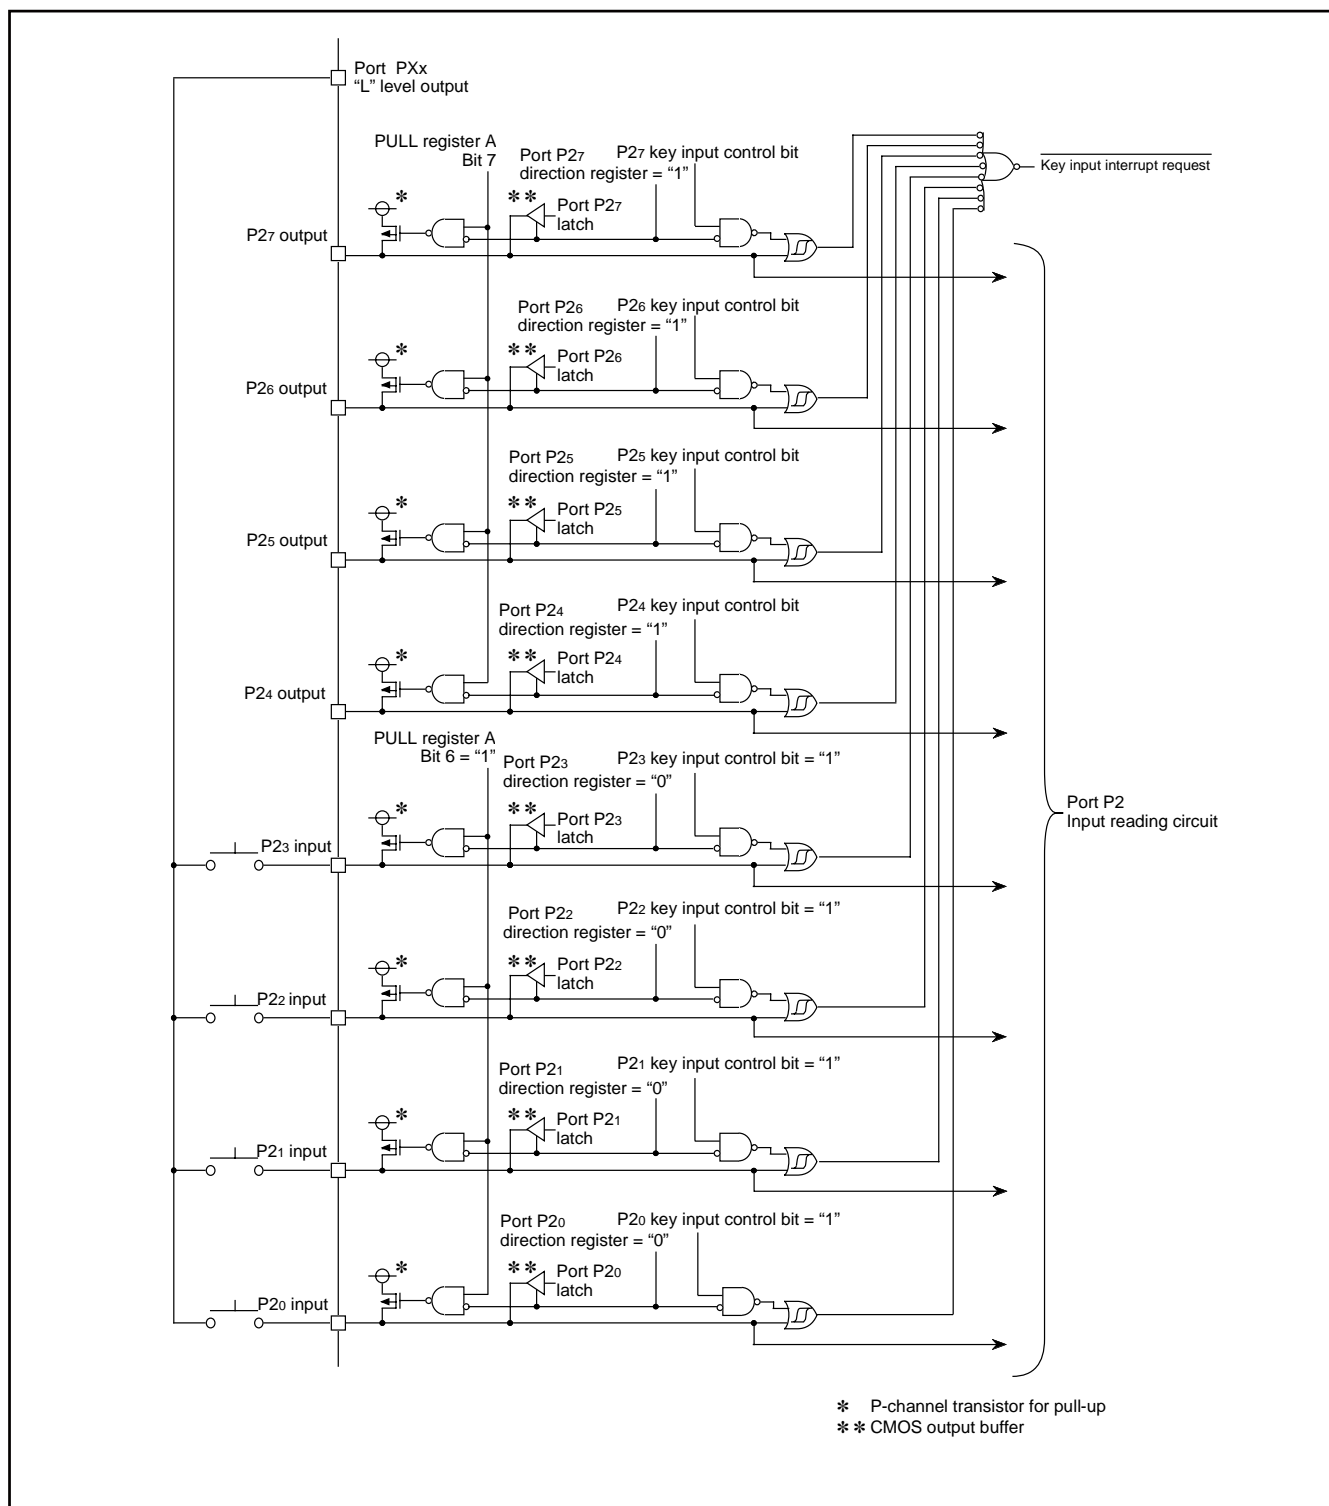 Port PXx
“L” level output
PULL register A
Bit 7
Port P27
direction register = “1”
P27 key input control bit
Key input interrupt request
*
**
Port P27
latch
P27 output
Port P26
direction register = “1”
P26 key input control bit
*
**
Port P26
latch
P26 output
Port P25
direction register = “1”
P25 key input control bit
*
**
Port P25
latch
P25 output
Port P24
direction register = “1”
P24 key input control bit
*
**
Port P24
latch
P24 output
PULL register A
Bit 6 = “1”
Port P23
direction register = “0”
P23 key input control bit = “1”
*
**
Port P23
latch
P23 input
Port P2
Input reading circuit
Port P22
direction register = “0”
P22 key input control bit = “1”
*
**
Port P22
latch
P22 input
Port P21
direction register = “0”
P21 key input control bit = “1”
*
**
Port P21
latch
P21 input
Port P20
direction register = “0”
P20 key input control bit = “1”
*
**
Port P20
latch
P20 input
* P-channel transistor for pull-up
** CMOS output buffer